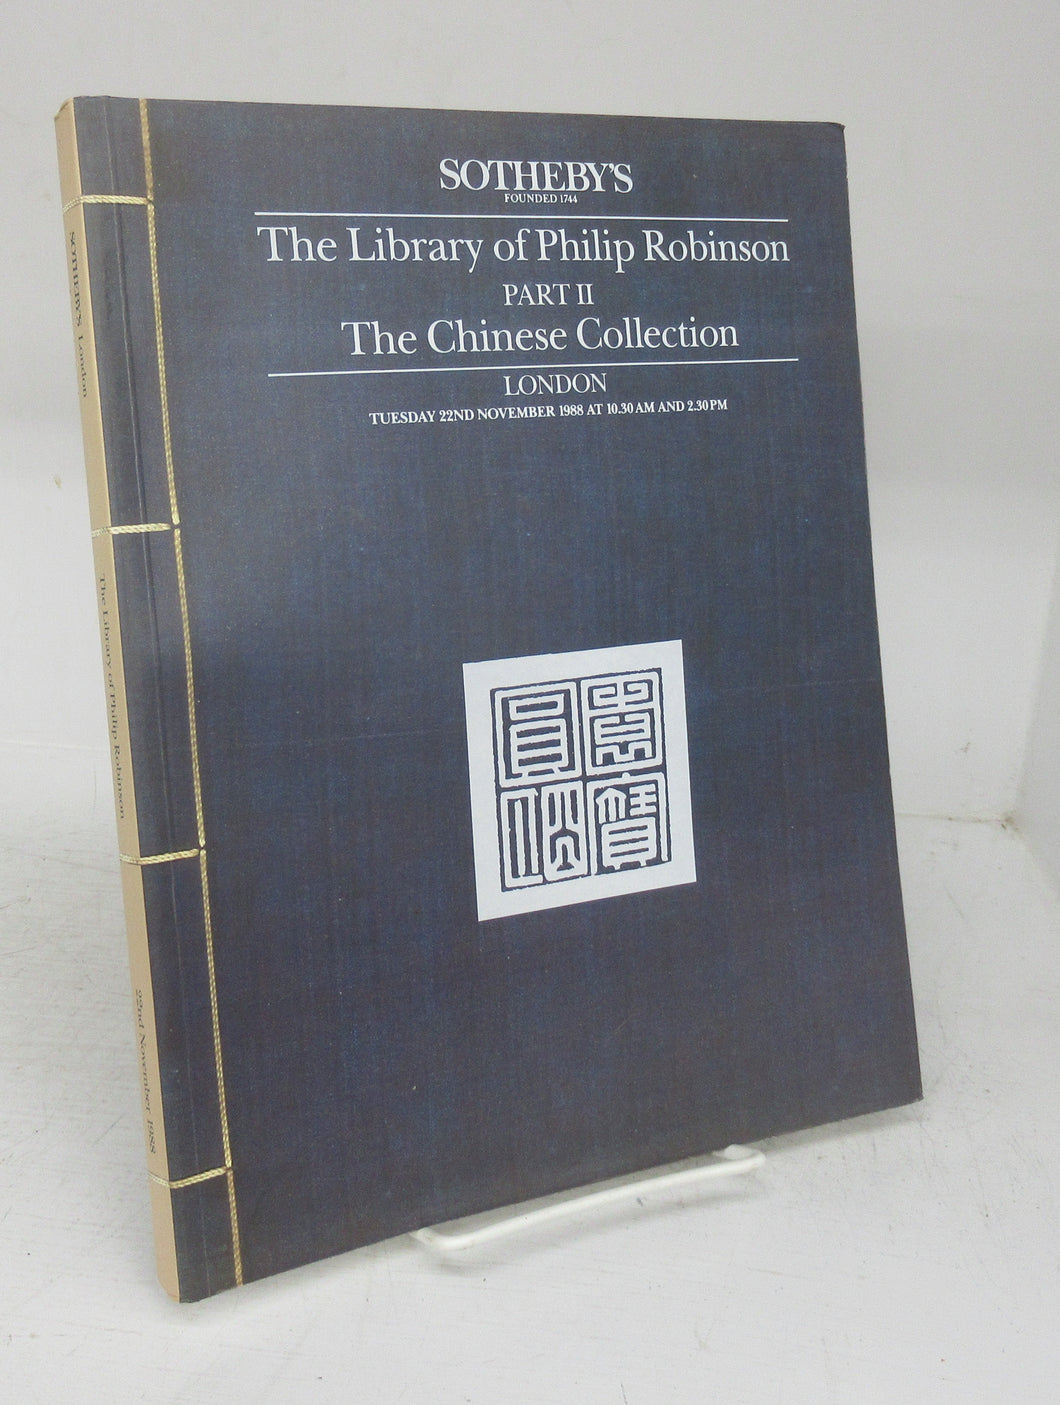 SOTHEBY'S
FOUNDED 1744
The Library of Philip Robinson
PART II
The Chinese Collection
LONDON
TUESDAY 22ND NOVEMBER 1988 AT 10.30 AM AND 2.30 PM
SOTHEBY'S London
The Library of Philip Robinson
22nd November 1988